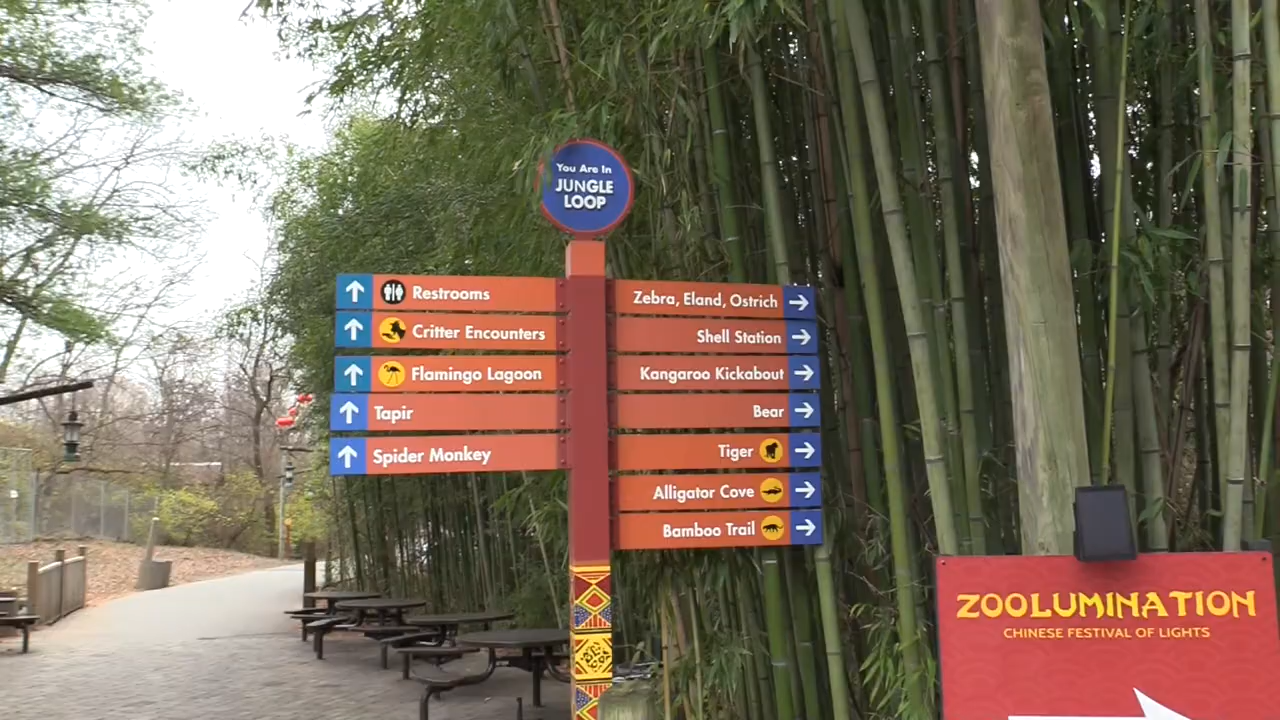 You Are In
JUNGLE
LOOP
Restrooms
Critter Encounters
Flamingo Lagoon
Tapir
Spider Monkey
Zebra, Eland, Ostrich
Shell Station
Kangaroo Kickabout
Bear
Tiger
Alligator Cove
Bamboo Trail
ZOOLUMINATION
CHINESE FESTIVAL OF LIGHTS